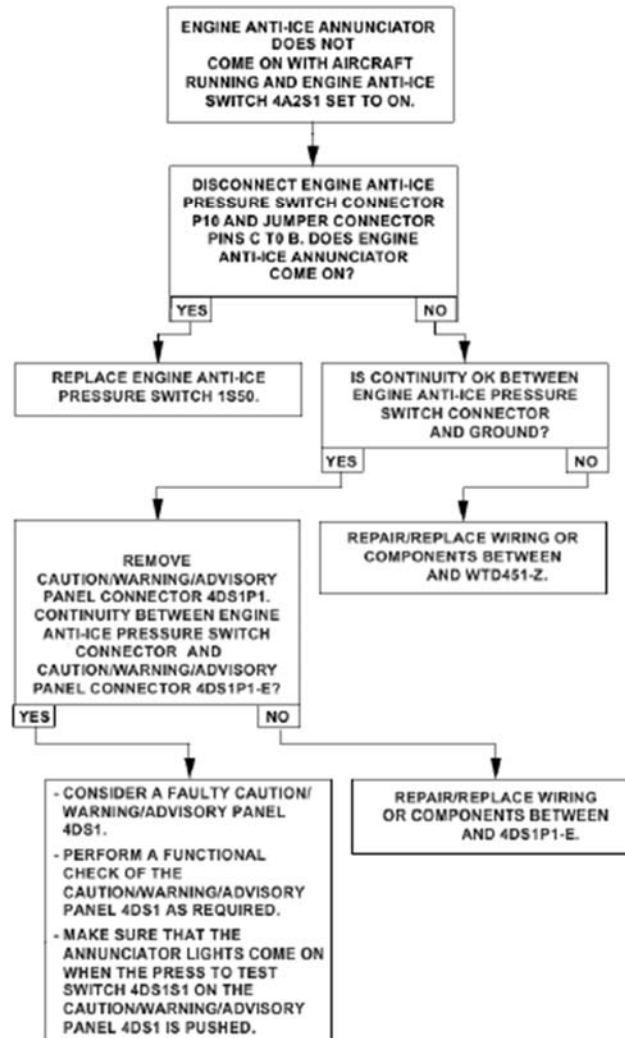 ENGINE ANTI-ICE ANNUNCIATOR
DOES NOT
COME ON WITH AIRCRAFT
RUNNING AND ENGINE ANTI-ICE
SWITCH 4A2S1 SET TO ON.
DISCONNECT ENGINE ANTI-ICE
PRESSURE SWITCH CONNECTOR
P10 AND JUMPER CONNECTOR
PINS C T0 B. DOES ENGINE
ANTI-ICE ANNUNCIATOR
COME ON?
YES
NO
REPLACE ENGINE ANTI-ICE
PRESSURE SWITCH 1S50.
IS CONTINUITY OK BETWEEN
ENGINE ANTI-ICE PRESSURE
SWITCH CONNECTOR
AND GROUND?
YES
NO
REMOVE
CAUTION/WARNING/ADVISORY
PANEL CONNECTOR 4DS1P1.
CONTINUITY BETWEEN ENGINE
ANTI-ICE PRESSURE SWITCH
CONNECTOR AND
CAUTION/WARNING/ADVISORY
PANEL CONNECTOR 4DS1P1-E?
REPAIR/REPLACE WIRING OR
COMPONENTS BETWEEN
AND WTD451-Z.
YES
NO
- CONSIDER A FAULTY CAUTION/
WARNING/ADVISORY PANEL
4DS1.
- PERFORM A FUNCTIONAL
CHECK OF THE
CAUTION/WARNING/ADVISORY
PANEL 4DS1 AS REQUIRED.
- MAKE SURE THAT THE
ANNUNCIATOR LIGHTS COME ON
WHEN THE PRESS TO TEST
SWITCH 4DS1S1 ON THE
CAUTION/WARNING/ADVISORY
PANEL 4DS1 IS PUSHED.
REPAIR/REPLACE WIRING
OR COMPONENTS BETWEEN
AND 4DS1P1-E.